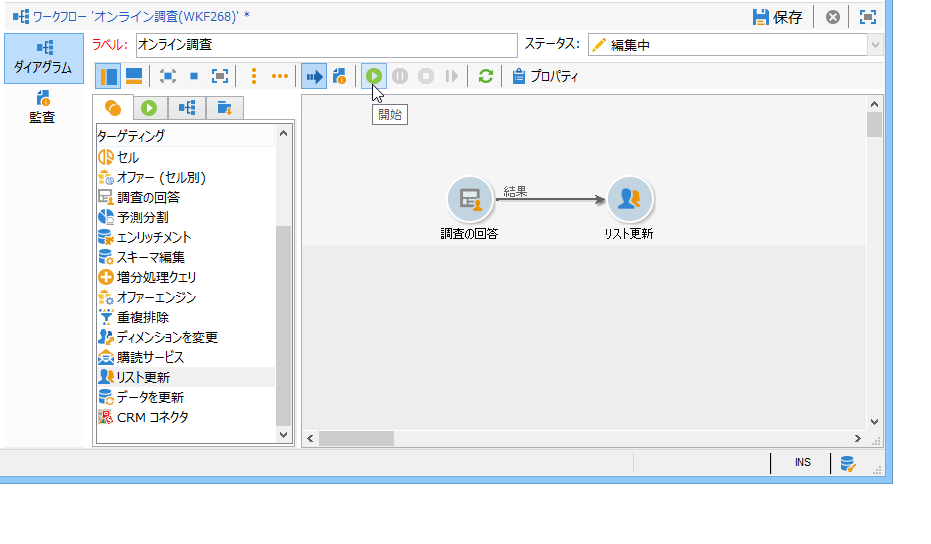 ワークフロー 'オンライン調査(WKF268)' *
保存
ダイアグラム
監査
ラベル:
オンライン調査
ステータス:
編集中
プロパティ
開始
ターゲティング
セル
オファー (セル別)
調査の回答
予測分割
エンリッチメント
スキーマ編集
増分処理クエリ
オファーエンジン
重複排除
ディメンションを変更
購読サービス
リスト更新
データを更新
CRM コネクタ
結果
調査の回答
リスト更新
INS